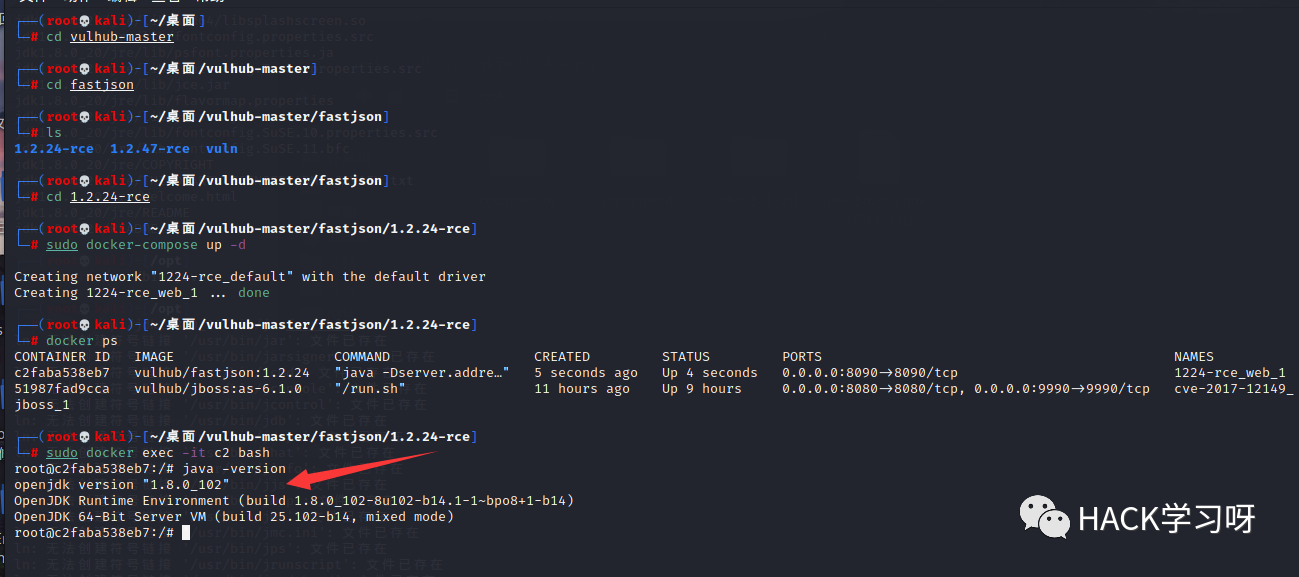 ┌──(root💀kali)-[~/桌面]
└─# cd vulhub-master
┌──(root💀kali)-[~/桌面/vulhub-master]
└─# cd fastjson
┌──(root💀kali)-[~/桌面/vulhub-master/fastjson]
└─# ls
1.2.24-rce  1.2.47-rce  vuln
┌──(root💀kali)-[~/桌面/vulhub-master/fastjson]
└─# cd 1.2.24-rce
┌──(root💀kali)-[~/桌面/vulhub-master/fastjson/1.2.24-rce]
└─# sudo docker-compose up -d
Creating network "1224-rce_default" with the default driver
Creating 1224-rce_web_1 ... done
┌──(root💀kali)-[~/桌面/vulhub-master/fastjson/1.2.24-rce]
└─# docker ps
CONTAINER ID   IMAGE                    COMMAND                  CREATED         STATUS         PORTS                                            NAMES
c2faba538eb7   vulhub/fastjson:1.2.24   "java -Dserver.addre…"   5 seconds ago   Up 4 seconds   0.0.0.0:8090->8090/tcp                           1224-rce_web_1
51987fad9cca   vulhub/jboss:as-6.1.0    "/run.sh"                11 hours ago    Up 9 hours     0.0.0.0:8080->8080/tcp, 0.0.0.0:9990->9990/tcp   cve-2017-12149_
jboss_1
┌──(root💀kali)-[~/桌面/vulhub-master/fastjson/1.2.24-rce]
└─# sudo docker exec -it c2 bash
root@c2faba538eb7:/# java -version
openjdk version "1.8.0_102"
OpenJDK Runtime Environment (build 1.8.0_102-8u102-b14.1-1~bpo8+1-b14)
OpenJDK 64-Bit Server VM (build 25.102-b14, mixed mode)
root@c2faba538eb7:/#
HACK学习呀